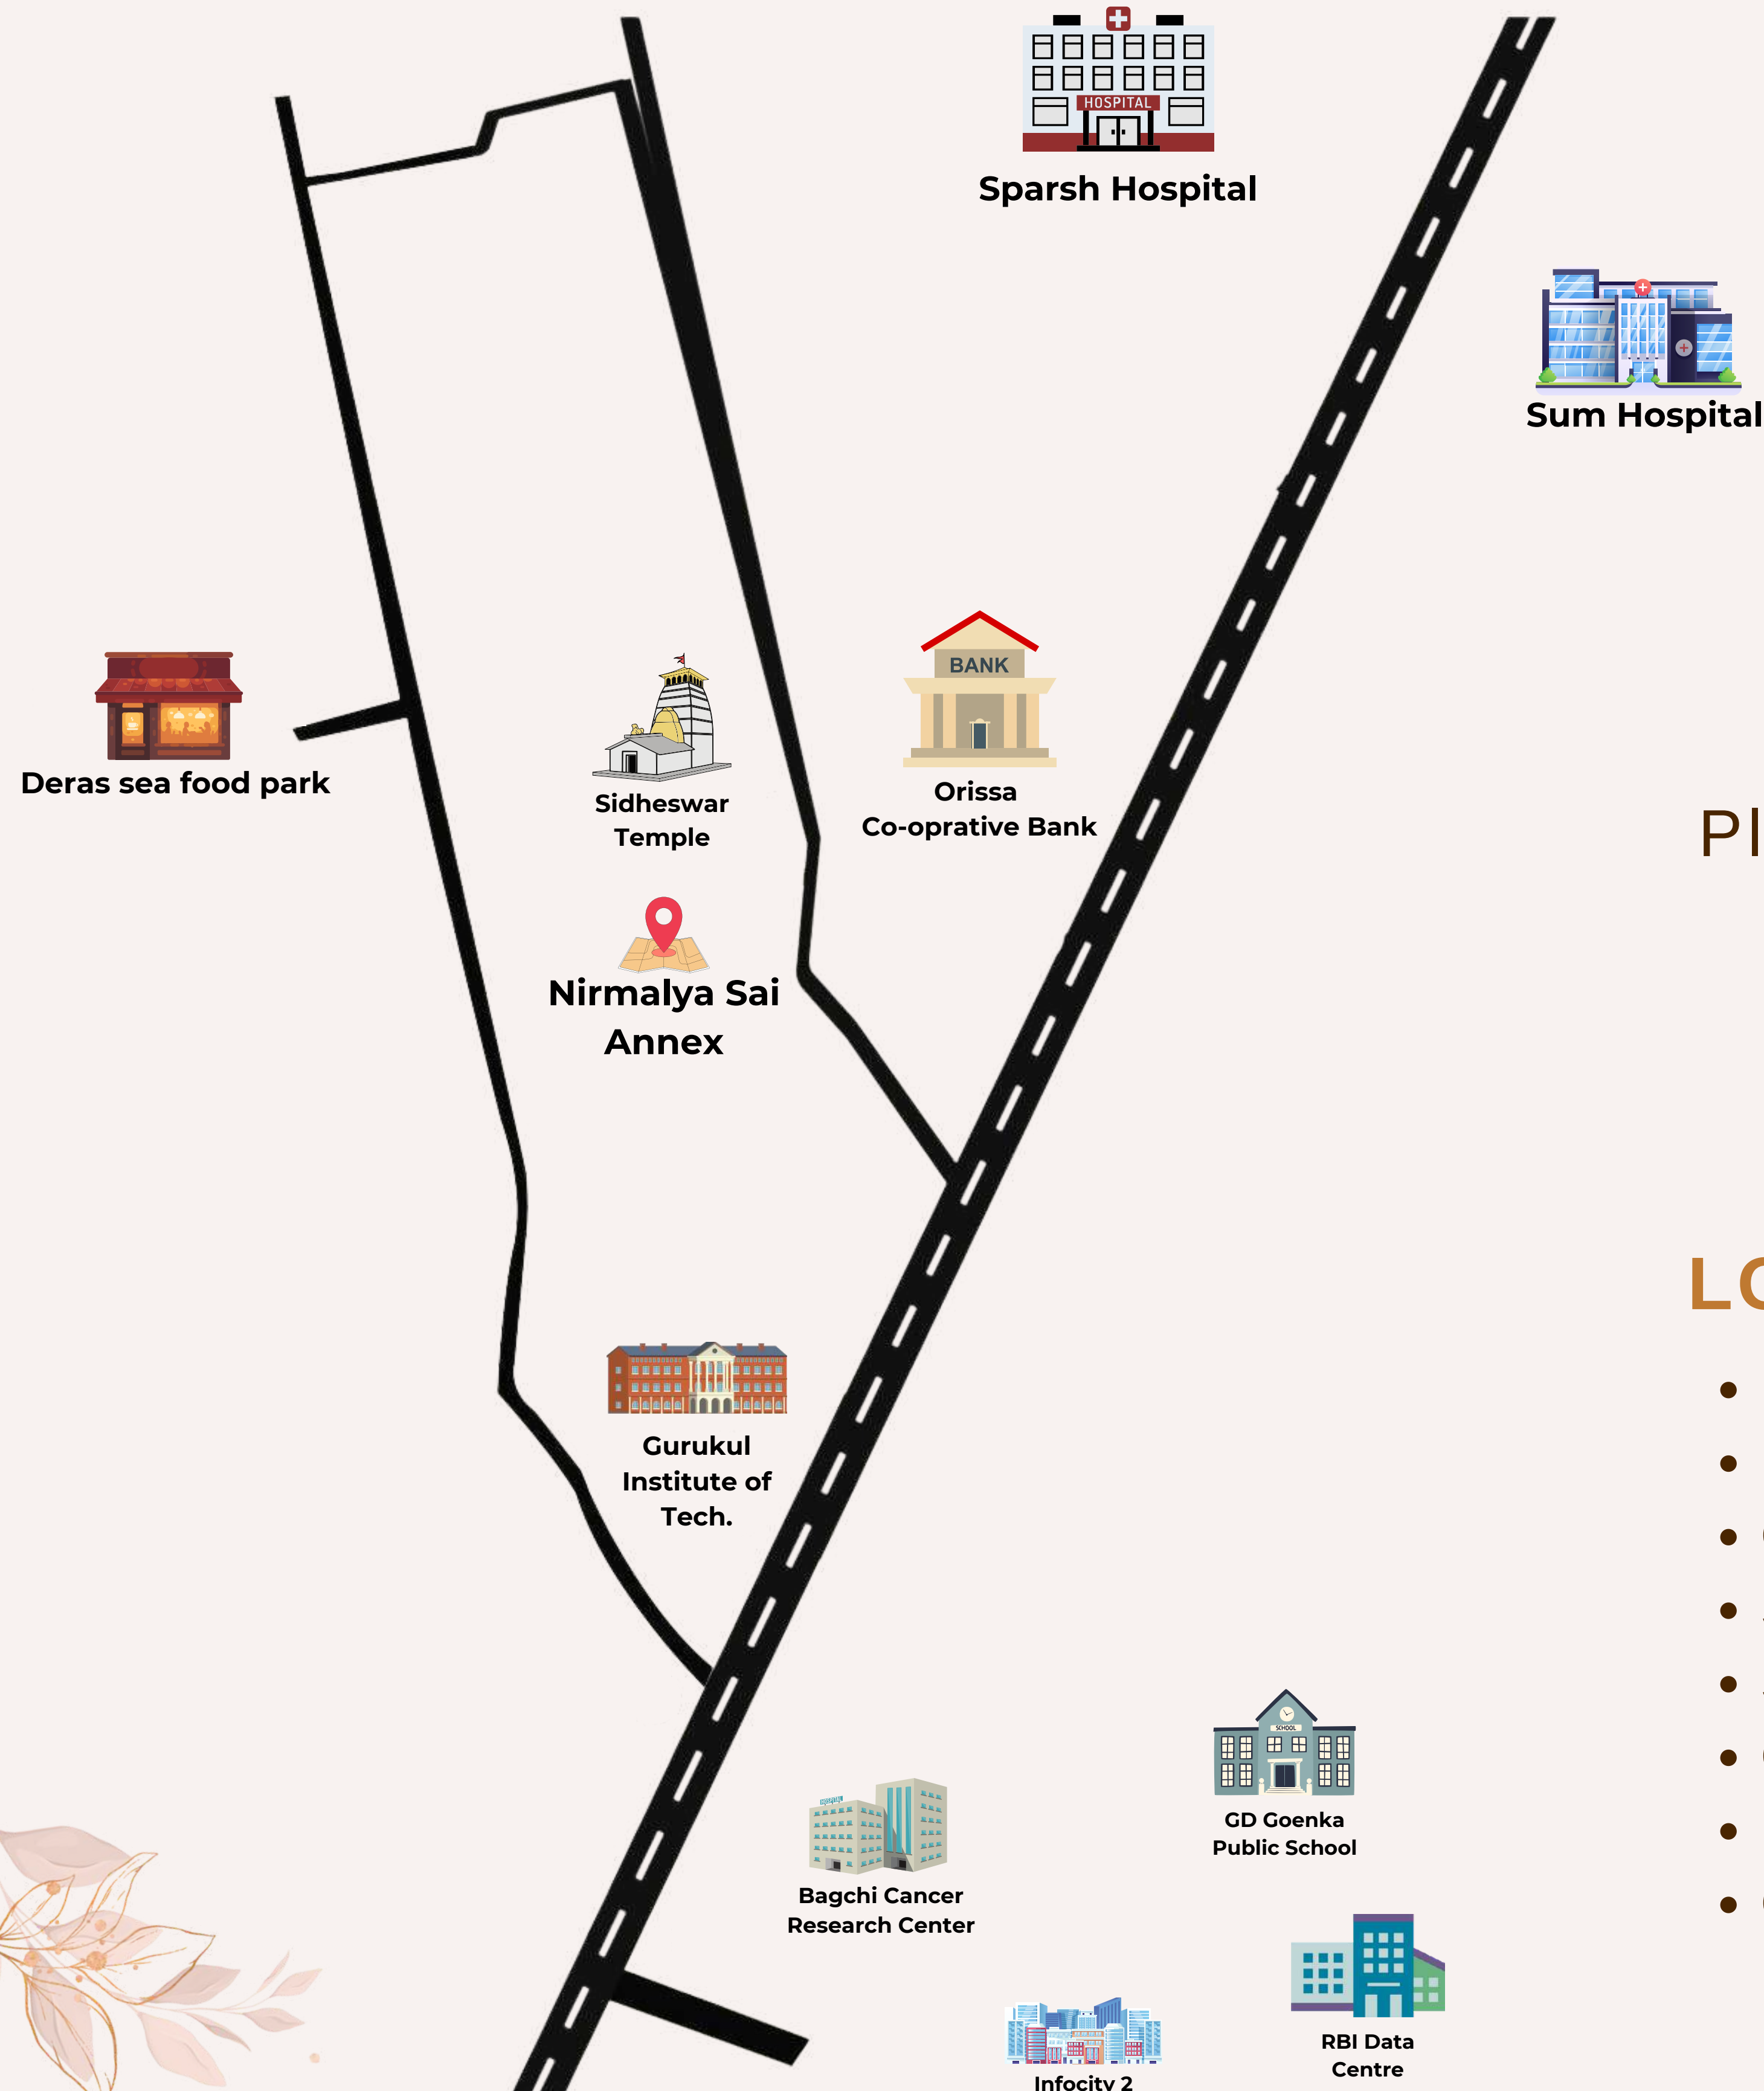 HOSPITAL
Sparsh Hospital
Sum Hospital
BANK
Deras sea food park
Sidheswar
Temple
Orissa
Co-oprative Bank
Nirmalya Sai
Annex
Gurukul
Institute of
Tech.
SCHOOL
GD Goenka
Public School
Bagchi Cancer
Research Center
RBI Data
Centre
Infocity 2